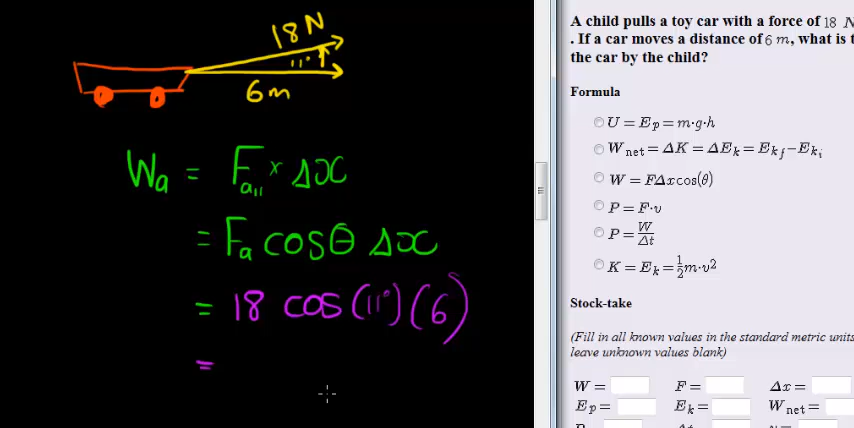 18 N
11°
6 m
Wa = Fa,, × Δx
= Fa cosθ Δx
= 18 cos (11°) (6)
=
A child pulls a toy car with a force of 18 N
. If a car moves a distance of 6 m, what is t
the car by the child?
Formula
U = Ep = m·g·h
Wnet = ΔK = ΔEk = Ekf − Eki
W = FΔx cos(θ)
P = F·v
P = W/Δt
K = Ek = 1/2 m·v²
Stock-take
(Fill in all known values in the standard metric units
leave unknown values blank)
W = F = Δx =
Ep = Ek = Wnet =